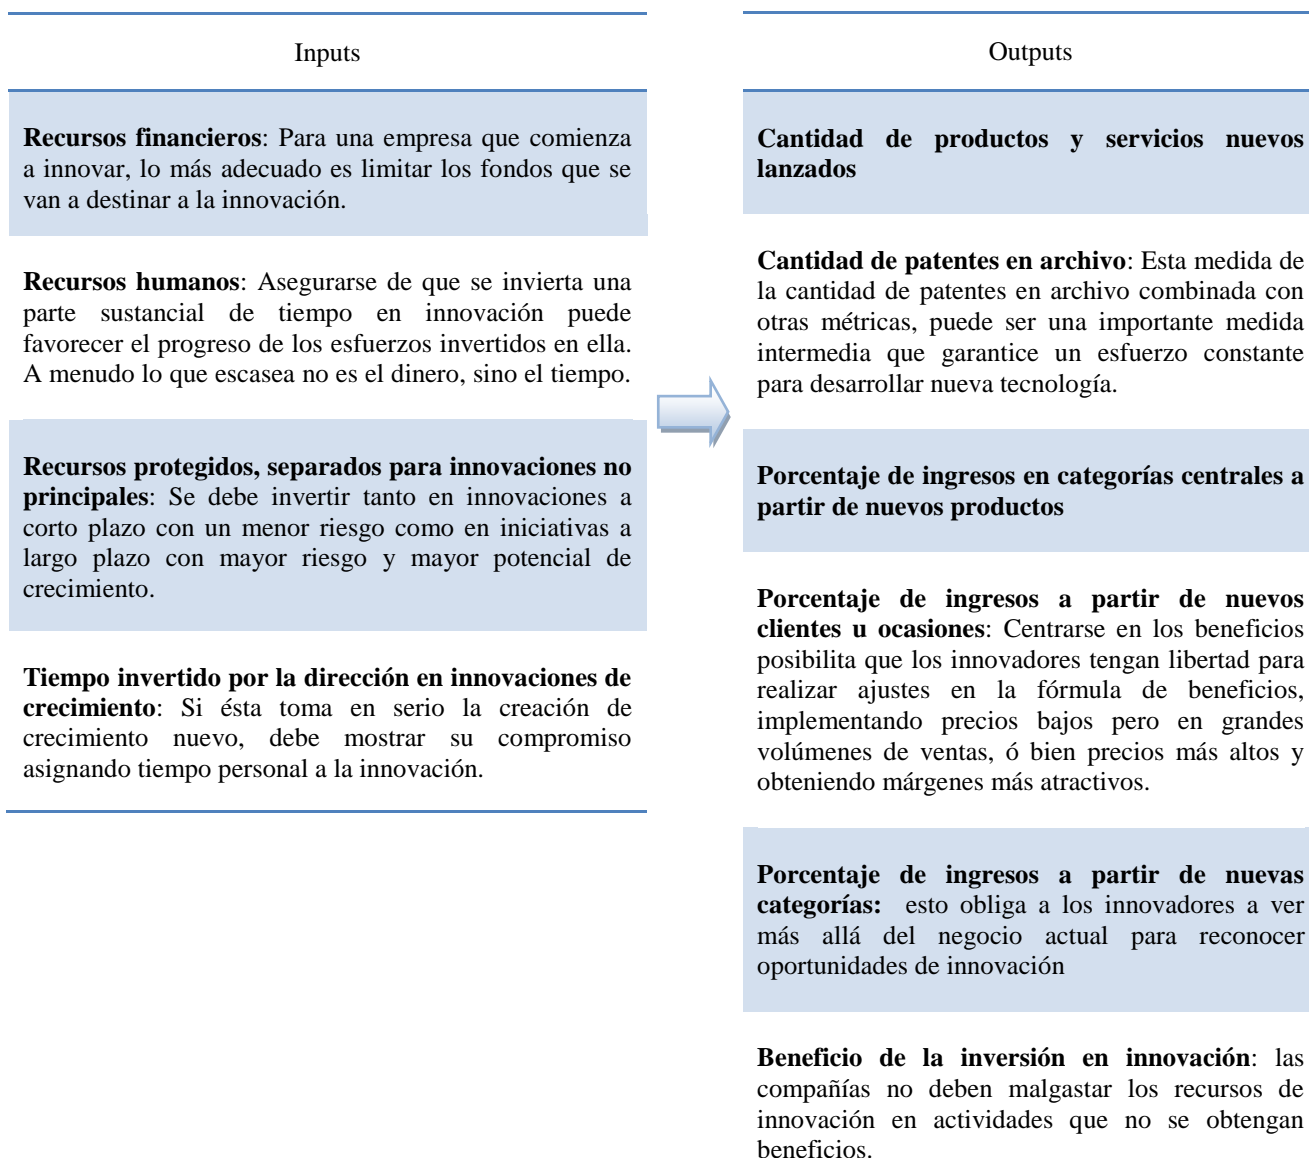 Inputs
Recursos financieros: Para una empresa que comienza
a innovar, lo más adecuado es limitar los fondos que se
van a destinar a la innovación.
Recursos humanos: Asegurarse de que se invierta una
parte sustancial de tiempo en innovación puede
favorecer el progreso de los esfuerzos invertidos en ella.
A menudo lo que escasea no es el dinero, sino el tiempo.
Recursos protegidos, separados para innovaciones no
principales: Se debe invertir tanto en innovaciones a
corto plazo con un menor riesgo como en iniciativas a
largo plazo con mayor riesgo y mayor potencial de
crecimiento.
Tiempo invertido por la dirección en innovaciones de
crecimiento: Si ésta toma en serio la creación de
crecimiento nuevo, debe mostrar su compromiso
asignando tiempo personal a la innovación.
Outputs
Cantidad de productos y servicios nuevos
lanzados
Cantidad de patentes en archivo: Esta medida de
la cantidad de patentes en archivo combinada con
otras métricas, puede ser una importante medida
intermedia que garantice un esfuerzo constante
para desarrollar nueva tecnología.
Porcentaje de ingresos en categorías centrales a
partir de nuevos productos
Porcentaje de ingresos a partir de nuevos
clientes u ocasiones: Centrarse en los beneficios
posibilita que los innovadores tengan libertad para
realizar ajustes en la fórmula de beneficios,
implementando precios bajos pero en grandes
volúmenes de ventas, ó bien precios más altos y
obteniendo márgenes más atractivos.
Porcentaje de ingresos a partir de nuevas
categorías: esto obliga a los innovadores a ver
más allá del negocio actual para reconocer
oportunidades de innovación
Beneficio de la inversión en innovación: las
compañías no deben malgastar los recursos de
innovación en actividades que no se obtengan
beneficios.